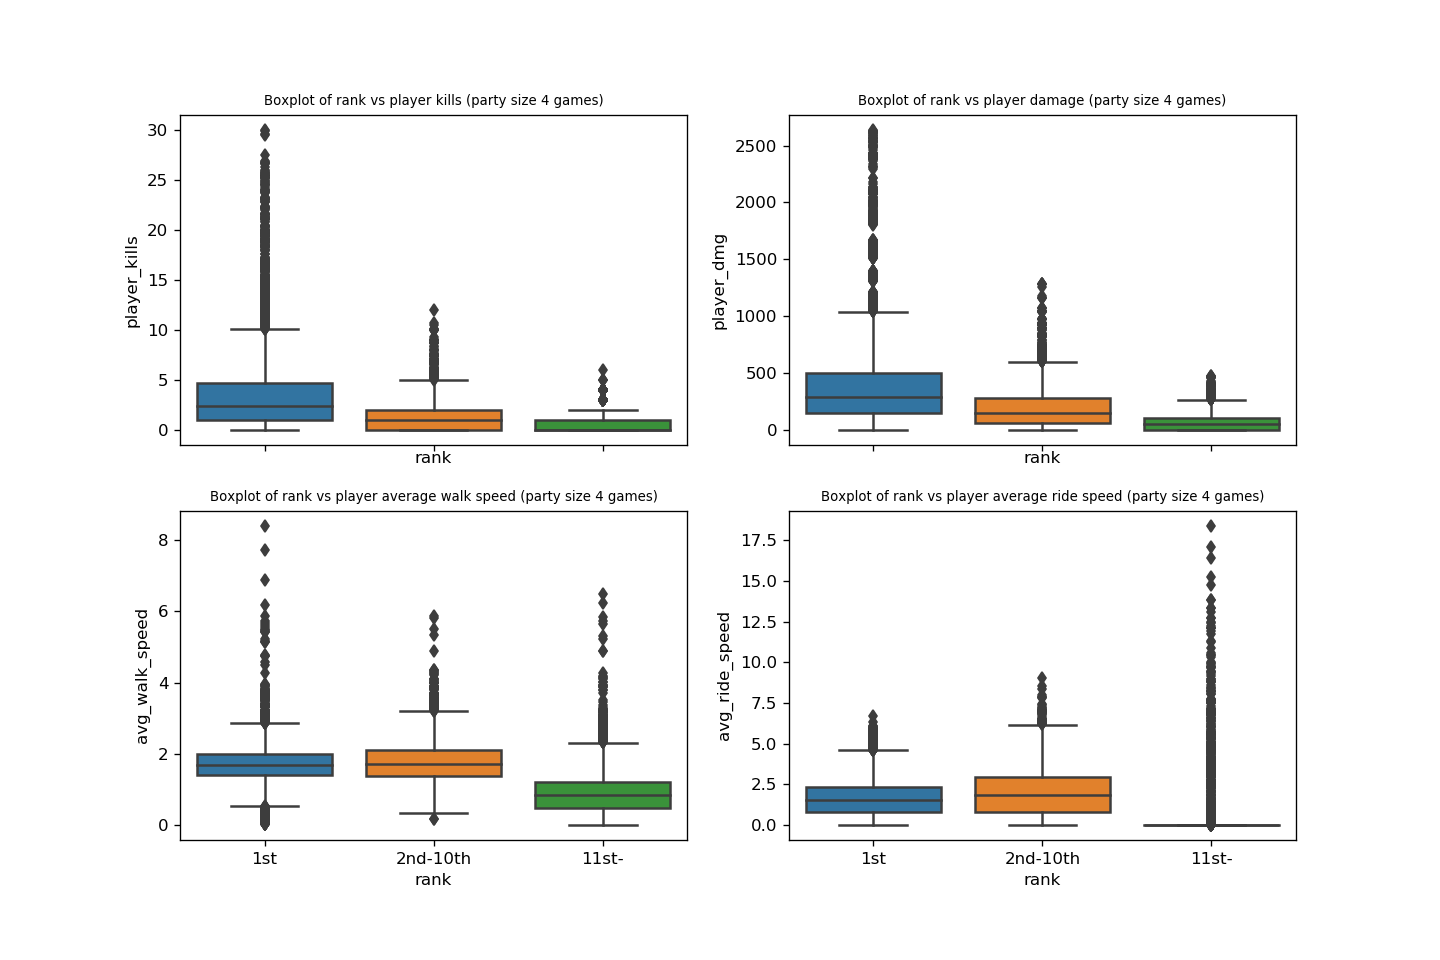 Boxplot of rank vs player kills (party size 4 games)
30
25
20
15
10
5
0
player_kills
rank
Boxplot of rank vs player damage (party size 4 games)
2500
2000
1500
1000
500
0
player_dmg
rank
Boxplot of rank vs player average walk speed (party size 4 games)
8
6
4
2
0
avg_walk_speed
1st 2nd-10th 11st-
rank
Boxplot of rank vs player average ride speed (party size 4 games)
17.5
15.0
12.5
10.0
7.5
5.0
2.5
0.0
avg_ride_speed
1st 2nd-10th 11st-
rank